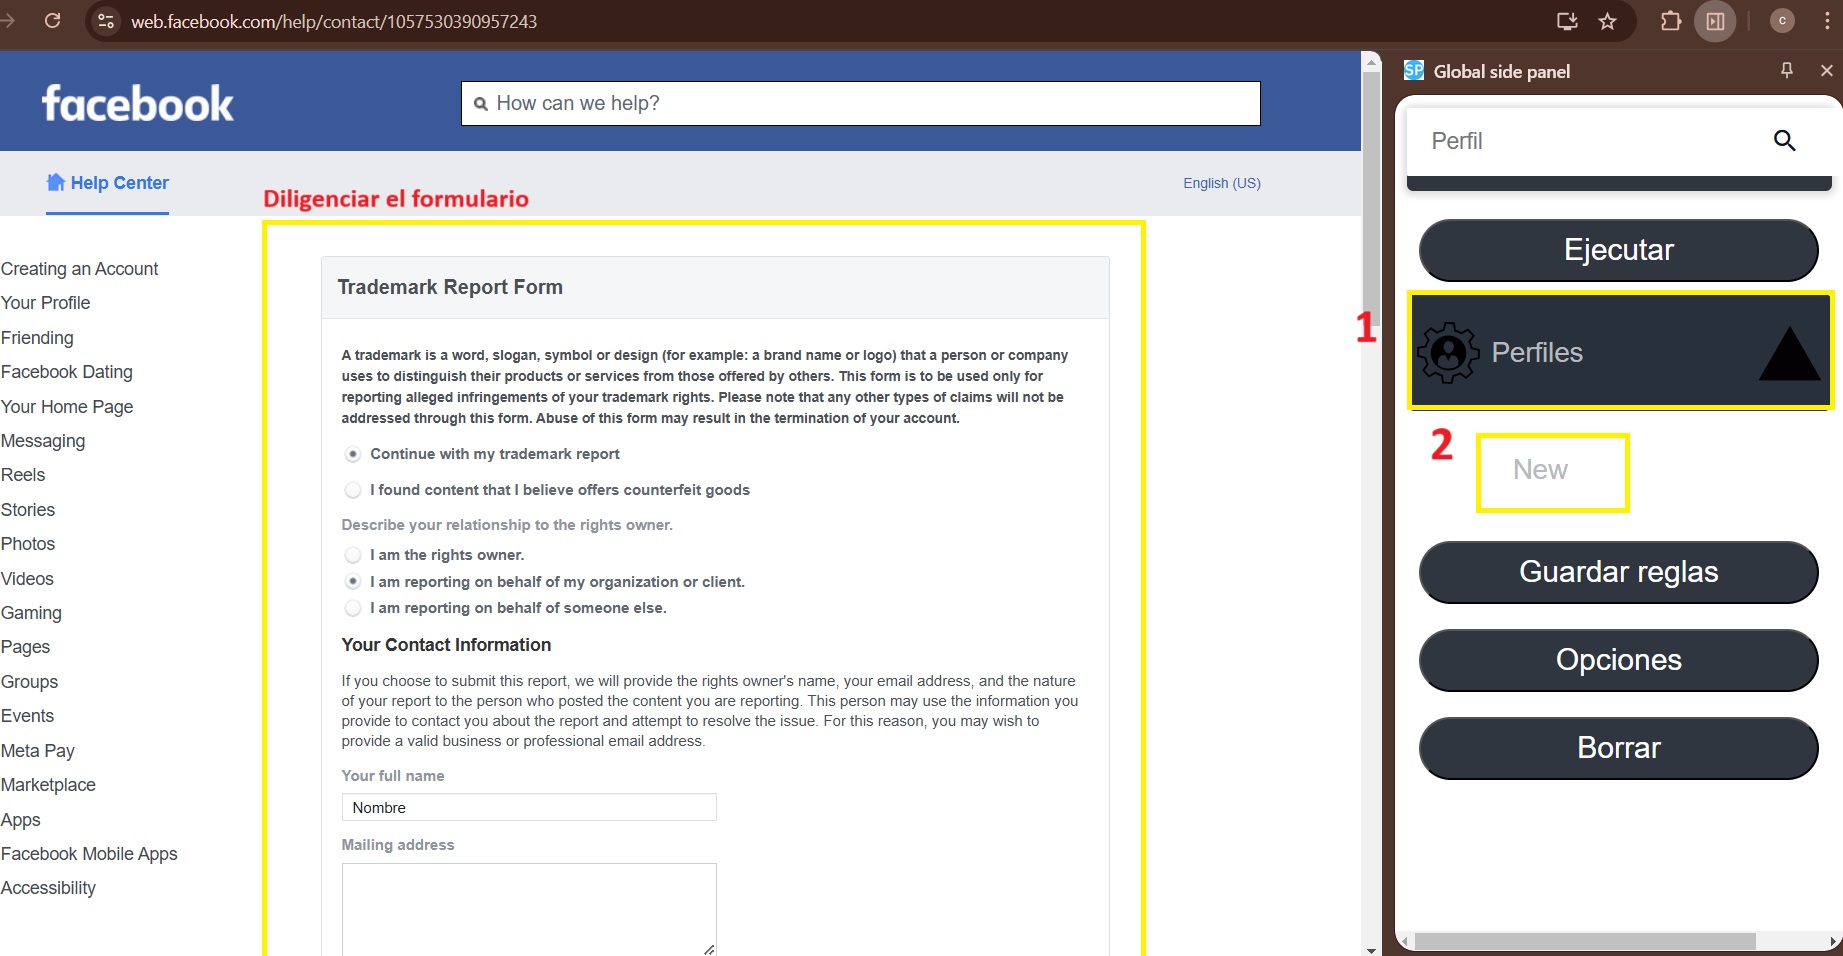 web.facebook.com/help/contact/1057530390957243
C
SP Global side panel
facebook
How can we help?
Help Center
Diligenciar el formulario
English (US)
Creating an Account
Your Profile
Friending
Facebook Dating
Your Home Page
Messaging
Reels
Stories
Photos
Videos
Gaming
Pages
Groups
Events
Meta Pay
Marketplace
Apps
Facebook Mobile Apps
Accessibility
Trademark Report Form
A trademark is a word, slogan, symbol or design (for example: a brand name or logo) that a person or company
uses to distinguish their products or services from those offered by others. This form is to be used only for
reporting alleged infringements of your trademark rights. Please note that any other types of claims will not be
addressed through this form. Abuse of this form may result in the termination of your account.
Continue with my trademark report
I found content that I believe offers counterfeit goods
Describe your relationship to the rights owner.
I am the rights owner.
I am reporting on behalf of my organization or client.
I am reporting on behalf of someone else.
Your Contact Information
If you choose to submit this report, we will provide the rights owner's name, your email address, and the nature
of your report to the person who posted the content you are reporting. This person may use the information you
provide to contact you about the report and attempt to resolve the issue. For this reason, you may wish to
provide a valid business or professional email address.
Your full name
Nombre
Mailing address
Perfil
Ejecutar
1
Perfiles
2
New
Guardar reglas
Opciones
Borrar